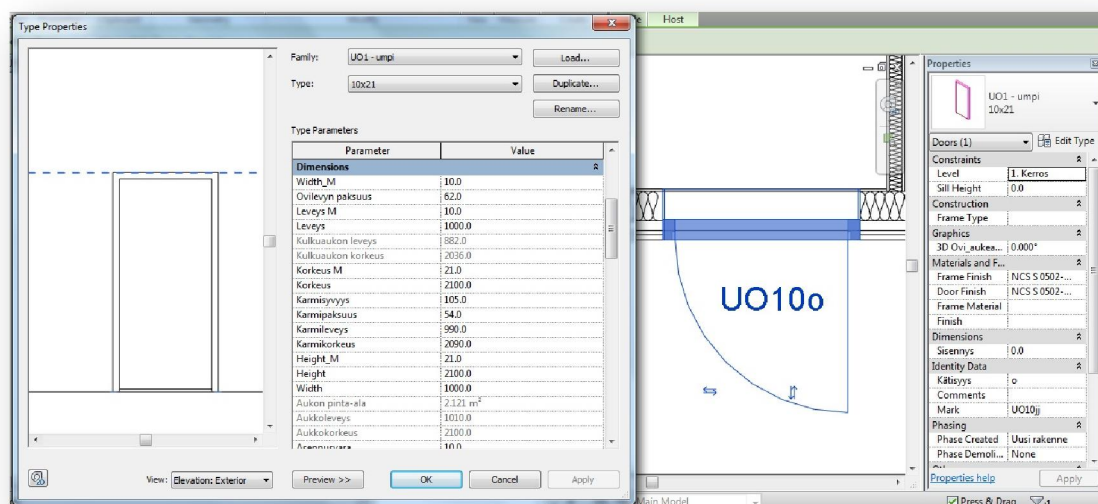 Host
Type Properties
Family:
UO1 - umpi
Load...
Type:
10x21
Duplicate...
Rename...
Type Parameters
Parameter Value
Dimensions
Width_M 10.0
Ovilevyn paksuus 62.0
Leveys M 10.0
Leveys 1000.0
Kulkuaukon leveys 882.0
Kulkuaukon korkeus 2036.0
Korkeus M 21.0
Korkeus 2100.0
Karmisyvyys 105.0
Karmipaksuus 54.0
Karmileveys 990.0
Karmikorkeus 2090.0
Height_M 21.0
Height 2100.0
Width 1000.0
Aukon pinta-ala 2.121 m²
Aukkoleveys 1010.0
Aukkokorkeus 2100.0
Asennusvara 10.0
View: Elevation: Exterior
Preview >>
OK
Cancel
Apply
UO10o
Properties
UO1 - umpi
10x21
Doors (1)
Edit Type
Constraints
Level 1. Kerros
Sill Height 0.0
Construction
Frame Type
Graphics
3D Ovi_aukea... 0.000°
Materials and F...
Frame Finish NCS S 0502-...
Door Finish NCS S 0502-...
Frame Material
Finish
Dimensions
Sisennys 0.0
Identity Data
Kätisyys o
Comments
Mark UO10jj
Phasing
Phase Created Uusi rakenne
Phase Demoli... None
Properties help
Apply
Main Model
Press & Drag